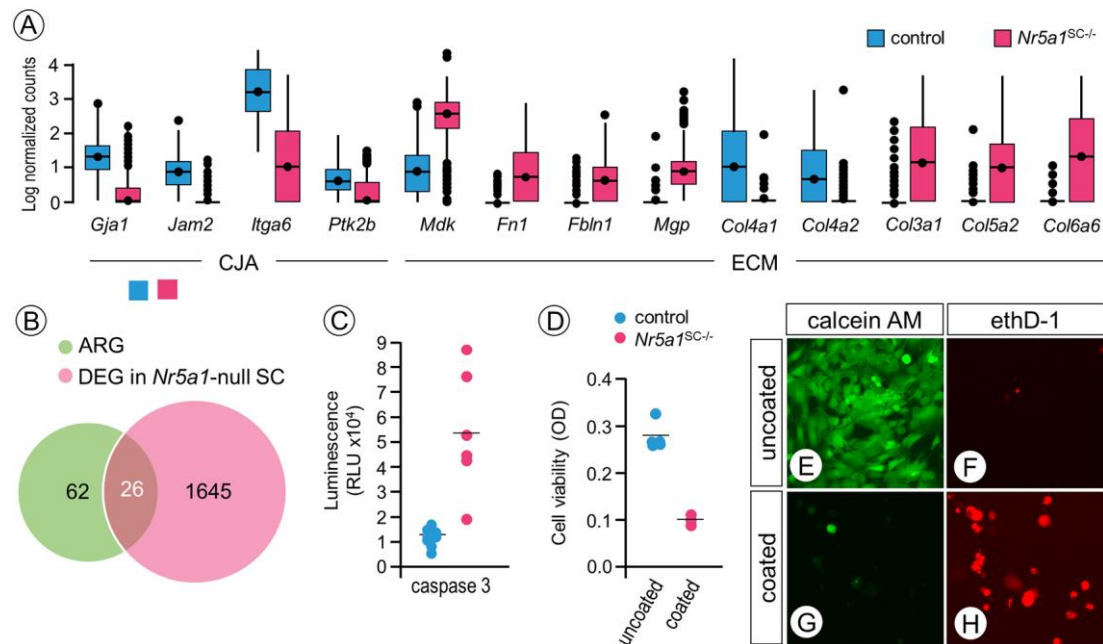 A
control
Nr5a1SC-/-
Log normalized counts
4
3
2
1
0
Gja1 Jam2 Itga6 Ptk2b Mdk Fn1 Fbln1 Mgp Col4a1 Col4a2 Col3a1 Col5a2 Col6a6
CJA
ECM
B
ARG
DEG in Nr5a1-null SC
62
26
1645
C
Luminescence
(RLU x10⁴)
9
8
7
6
5
4
3
2
1
0
caspase 3
D
control
Nr5a1SC-/-
Cell viability (OD)
0.4
0.3
0.2
0.1
0.0
uncoated
coated
calcein AM
ethD-1
uncoated
coated
E
F
G
H